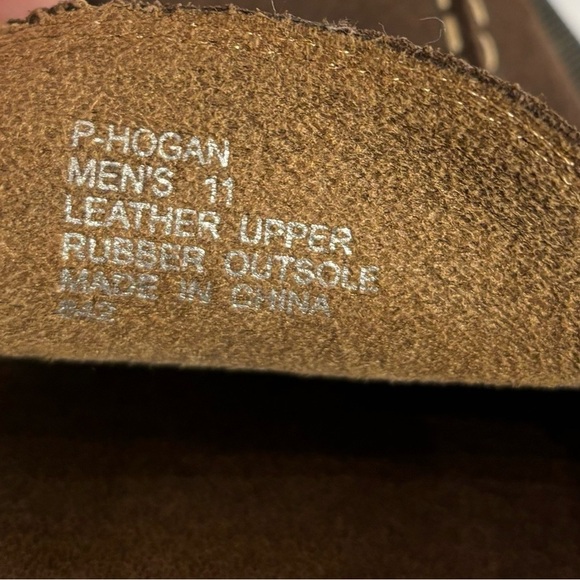 P-HOGAN
MEN'S 11
LEATHER UPPER
RUBBER OUTSOLE
MADE IN CHINA